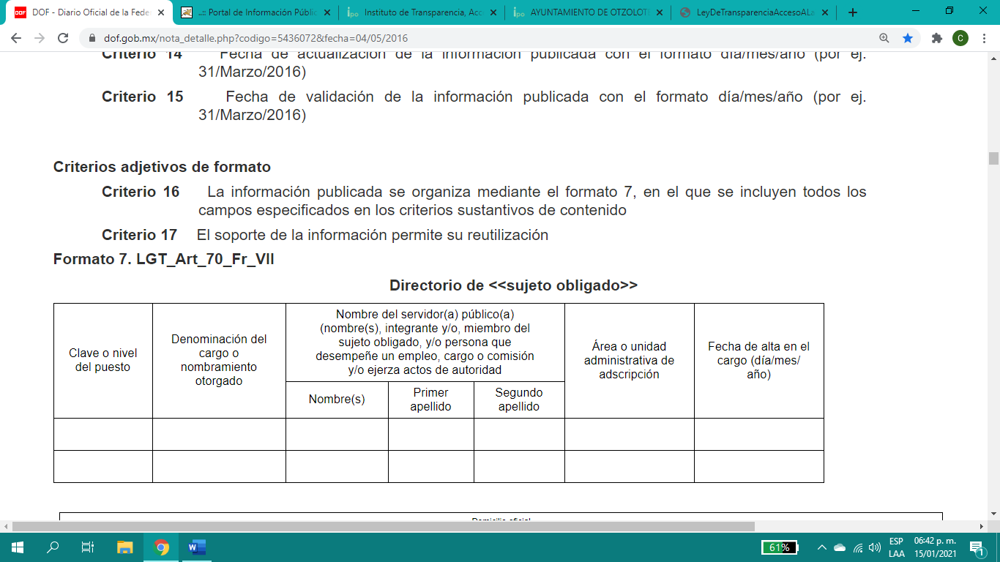 DOF - Diario Oficial de la Fede
..:: Portal de Información Públic
Instituto de Transparencia, Acc
AYUNTAMIENTO DE OTZOLOT
LeyDeTransparenciaAccesoALa
dof.gob.mx/nota_detalle.php?codigo=5436072&fecha=04/05/2016
Criterio 14 Fecha de actualización de la información publicada con el formato día/mes/año (por ej.
31/Marzo/2016)
Criterio 15 Fecha de validación de la información publicada con el formato día/mes/año (por ej.
31/Marzo/2016)
Criterios adjetivos de formato
Criterio 16 La información publicada se organiza mediante el formato 7, en el que se incluyen todos los
campos especificados en los criterios sustantivos de contenido
Criterio 17 El soporte de la información permite su reutilización
Formato 7. LGT_Art_70_Fr_VII
Directorio de <<sujeto obligado>>
Clave o nivel
del puesto
Denominación del
cargo o
nombramiento
otorgado
Nombre del servidor(a) público(a)
(nombre(s), integrante y/o, miembro del
sujeto obligado, y/o persona que
desempeñe un empleo, cargo o comisión
y/o ejerza actos de autoridad
Nombre(s)
Primer
apellido
Segundo
apellido
Área o unidad
administrativa de
adscripción
Fecha de alta en el
cargo (día/mes/
año)
Domicilio oficial
61%
ESP
LAA
06:42 p. m.
15/01/2021